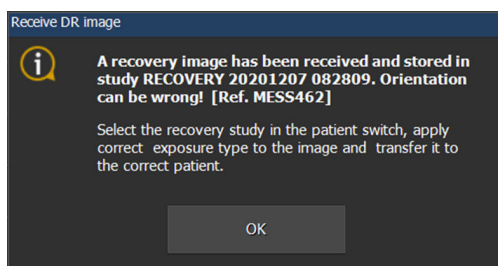 Receive DR image
A recovery image has been received and stored in
study RECOVERY 20201207 082809. Orientation
can be wrong! [Ref. MESS462]
Select the recovery study in the patient switch, apply
correct exposure type to the image and transfer it to
the correct patient.
OK